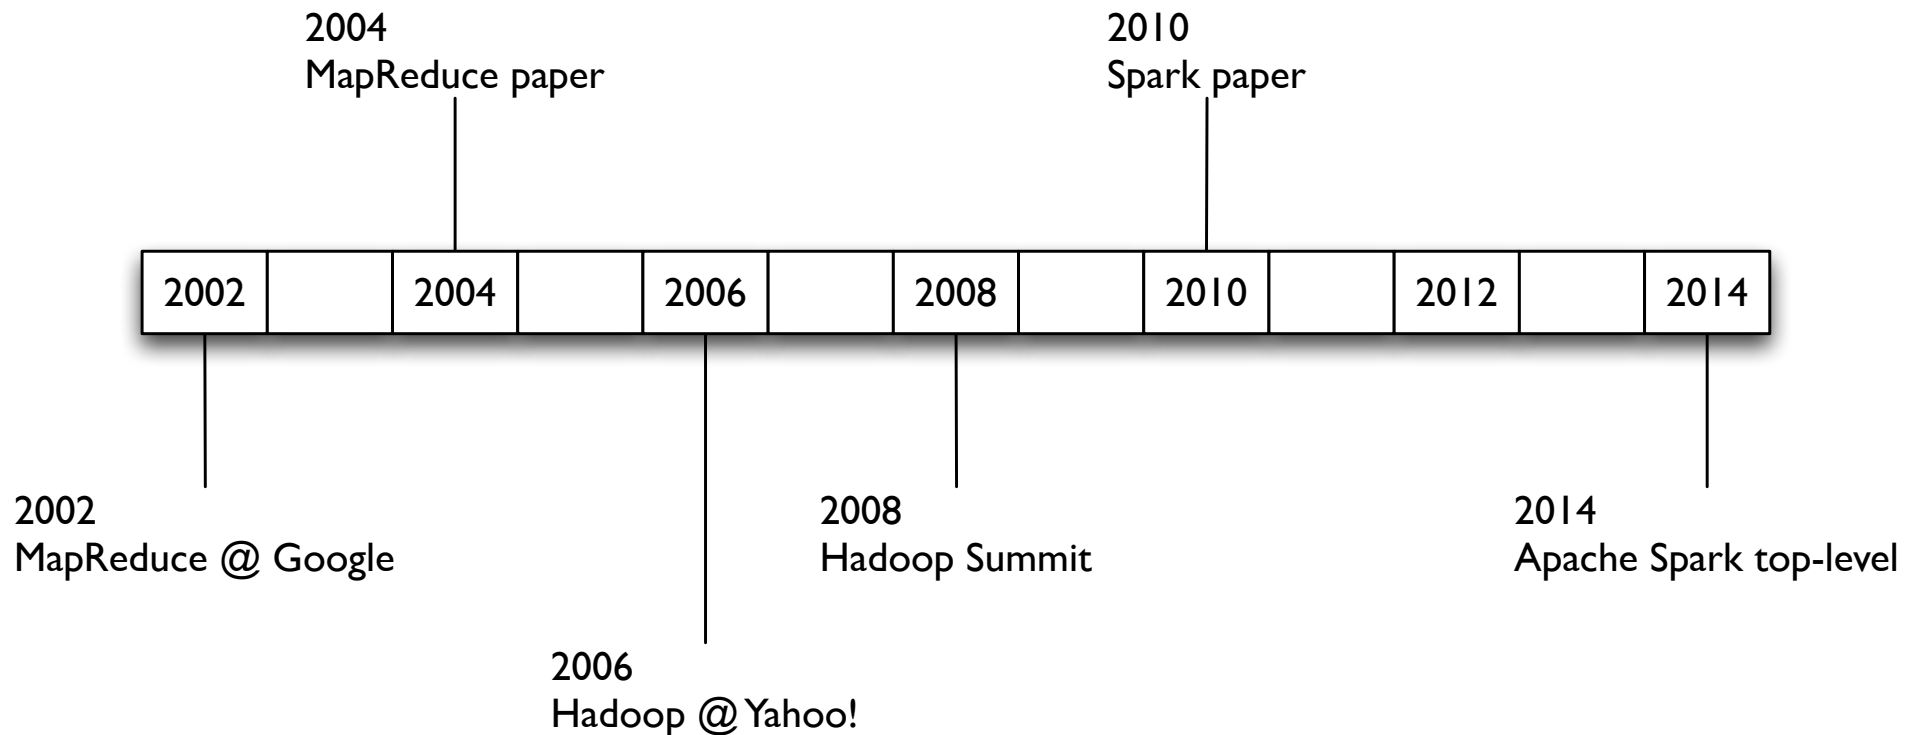 2004
MapReduce paper
2010
Spark paper
2002
2004
2006
2008
2010
2012
2014
2002
MapReduce @ Google
2008
Hadoop Summit
2014
Apache Spark top-level
2006
Hadoop @ Yahoo!